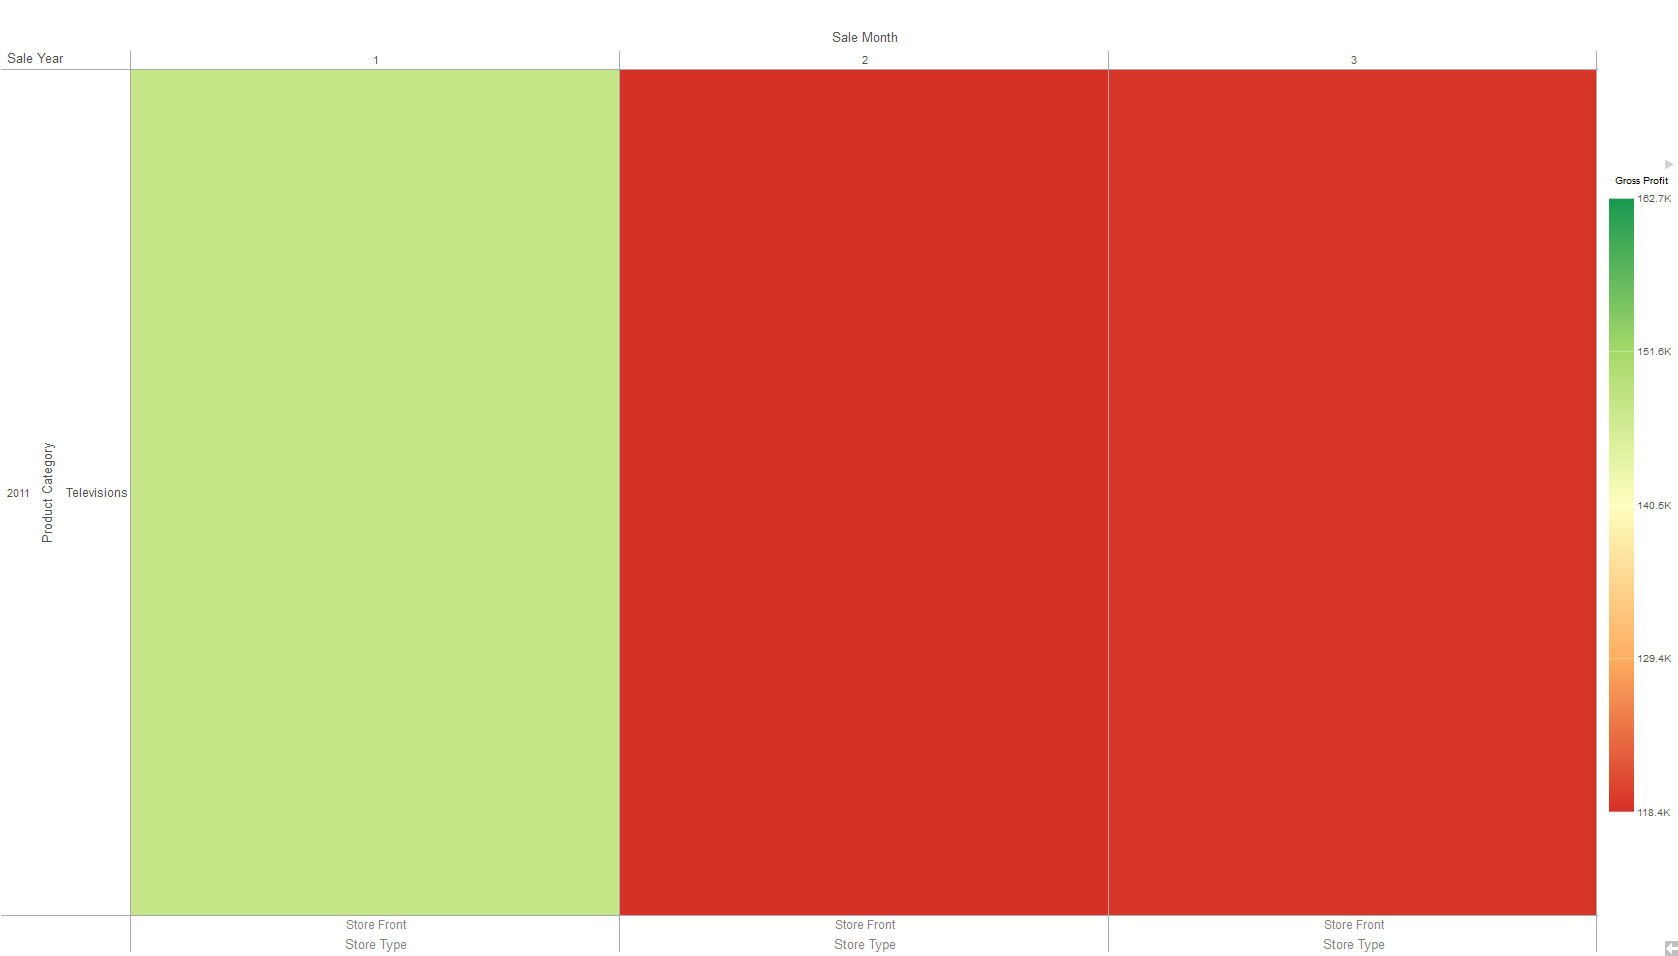 Sale Month
Sale Year
1
2
3
Gross Profit
162.7K
151.6K
140.5K
129.4K
118.4K
2011
Product Category
Televisions
Store Front
Store Front
Store Front
Store Type
Store Type
Store Type